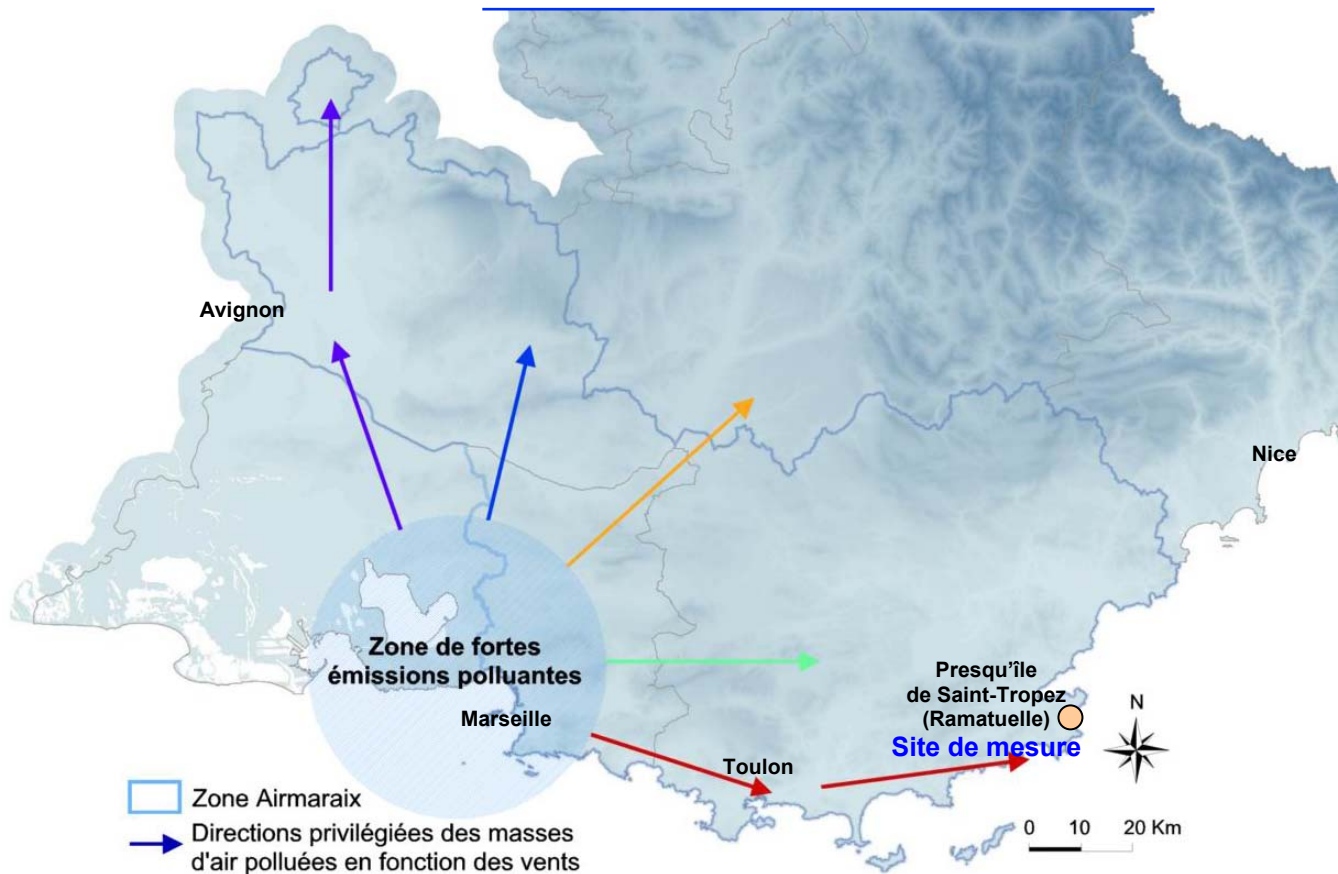 Avignon
Nice
Zone de fortes
émissions polluantes
Marseille
Presqu'île
de Saint-Tropez
(Ramatuelle)
Site de mesure
N
Toulon
Zone Airmaraix
Directions privilégiées des masses
d'air polluées en fonction des vents
0 10 20 Km